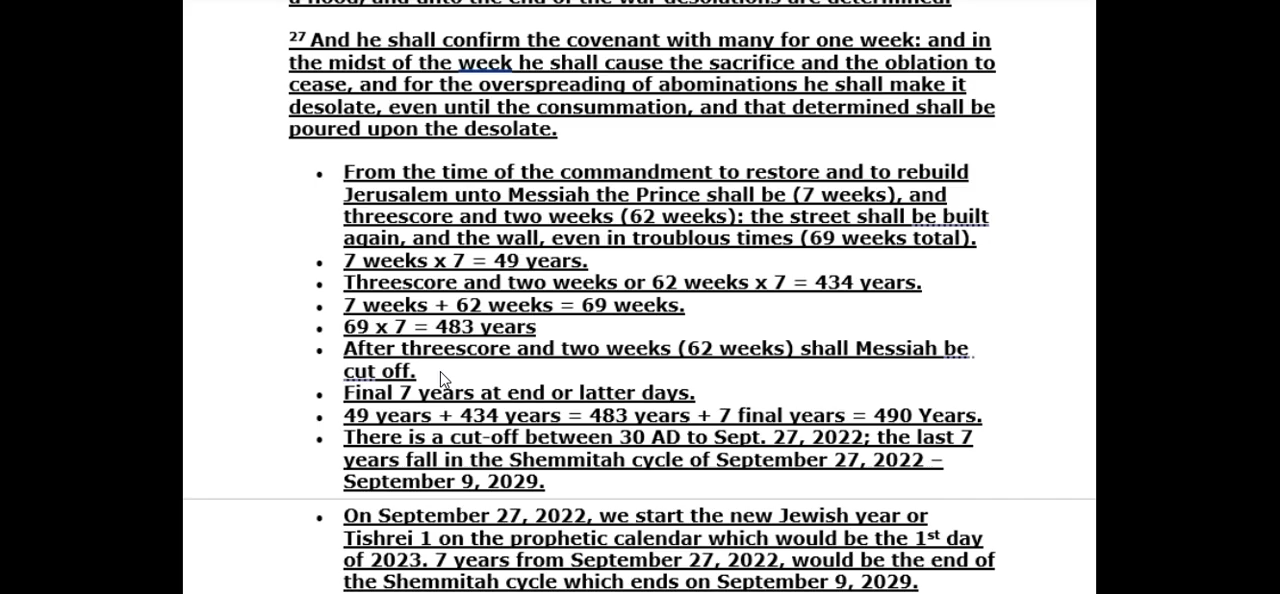 a flood, and unto the end of the war desolations are determined.
27 And he shall confirm the covenant with many for one week: and in
the midst of the week he shall cause the sacrifice and the oblation to
cease, and for the overspreading of abominations he shall make it
desolate, even until the consummation, and that determined shall be
poured upon the desolate.
• From the time of the commandment to restore and to rebuild
Jerusalem unto Messiah the Prince shall be (7 weeks), and
threescore and two weeks (62 weeks): the street shall be built
again, and the wall, even in troublous times (69 weeks total).
• 7 weeks x 7 = 49 years.
• Threescore and two weeks or 62 weeks x 7 = 434 years.
• 7 weeks + 62 weeks = 69 weeks.
• 69 x 7 = 483 years
• After threescore and two weeks (62 weeks) shall Messiah be
cut off.
• Final 7 years at end or latter days.
• 49 years + 434 years = 483 years + 7 final years = 490 Years.
• There is a cut-off between 30 AD to Sept. 27, 2022; the last 7
years fall in the Shemmitah cycle of September 27, 2022 –
September 9, 2029.
• On September 27, 2022, we start the new Jewish year or
Tishrei 1 on the prophetic calendar which would be the 1st day
of 2023. 7 years from September 27, 2022, would be the end of
the Shemmitah cycle which ends on September 9, 2029.